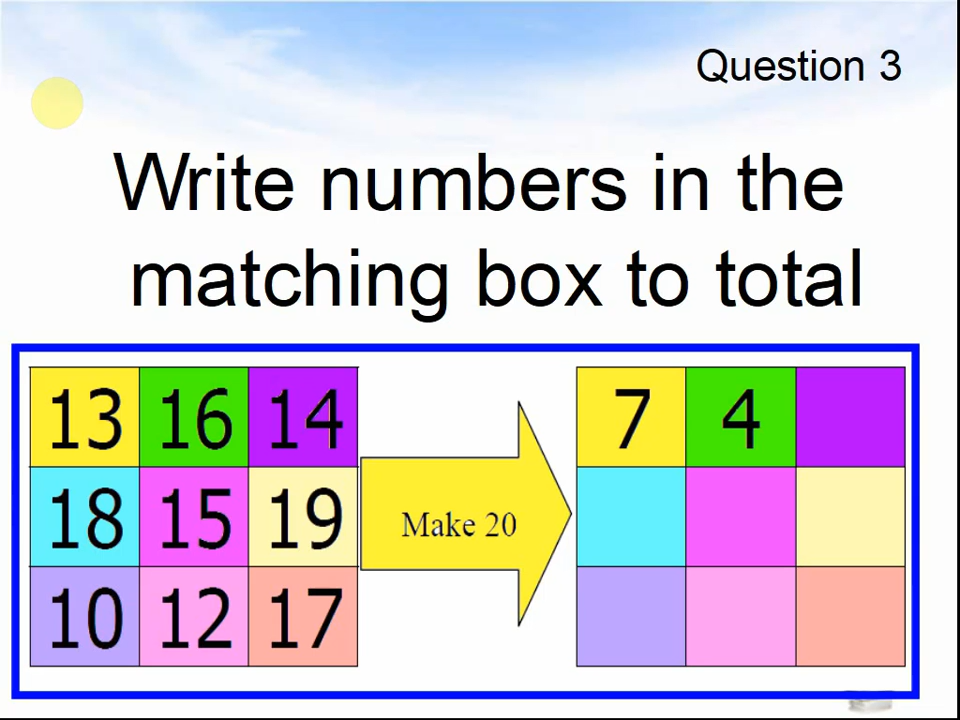 Question 3
Write numbers in the
matching box to total
13 16 14
18 15 19
10 12 17
Make 20
7 4